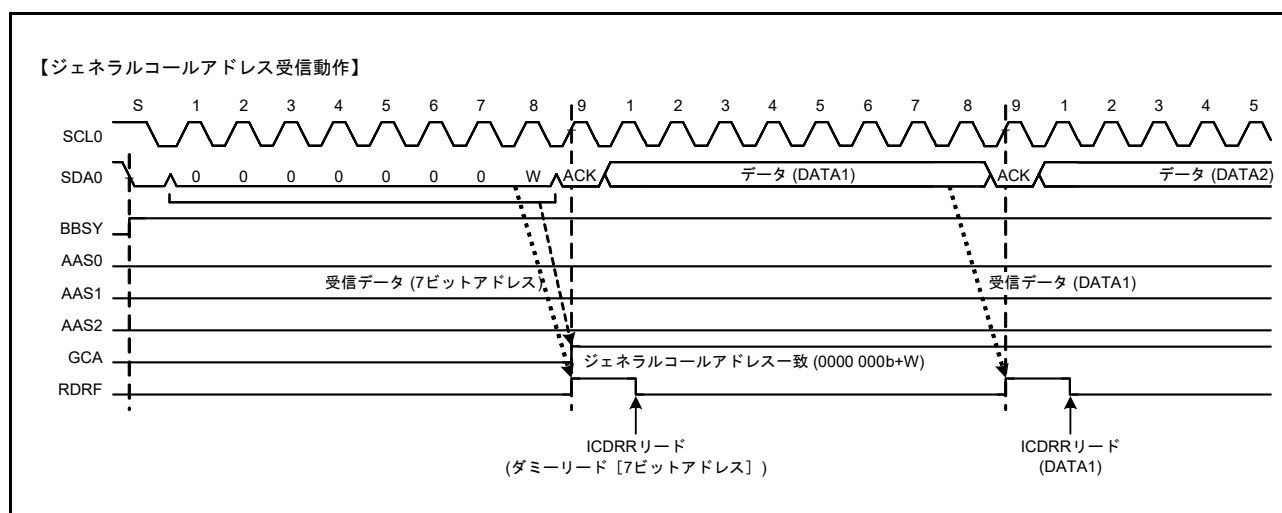 【ジェネラルコールアドレス受信動作】
S 1 2 3 4 5 6 7 8 9 1 2 3 4 5 6 7 8 9 1 2 3 4 5
SCL0
SDA0 0 0 0 0 0 0 0 W ACK データ (DATA1) ACK データ (DATA2)
BBSY
AAS0
受信データ (7ビットアドレス) 受信データ (DATA1)
AAS1
AAS2
GCA ジェネラルコールアドレス一致 (0000 000b+W)
RDRF
ICDRRリード ICDRRリード
(ダミーリード [7ビットアドレス] ) (DATA1)